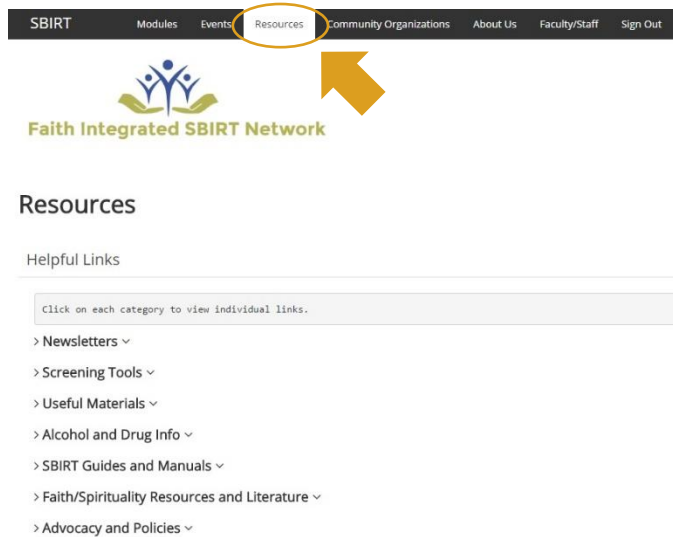 SBIRT Modules Events Resources Community Organizations About Us Faculty/Staff Sign Out
Faith Integrated SBIRT Network
Resources
Helpful Links
Click on each category to view individual links.
> Newsletters
> Screening Tools
> Useful Materials
> Alcohol and Drug Info
> SBIRT Guides and Manuals
> Faith/Spirituality Resources and Literature
> Advocacy and Policies